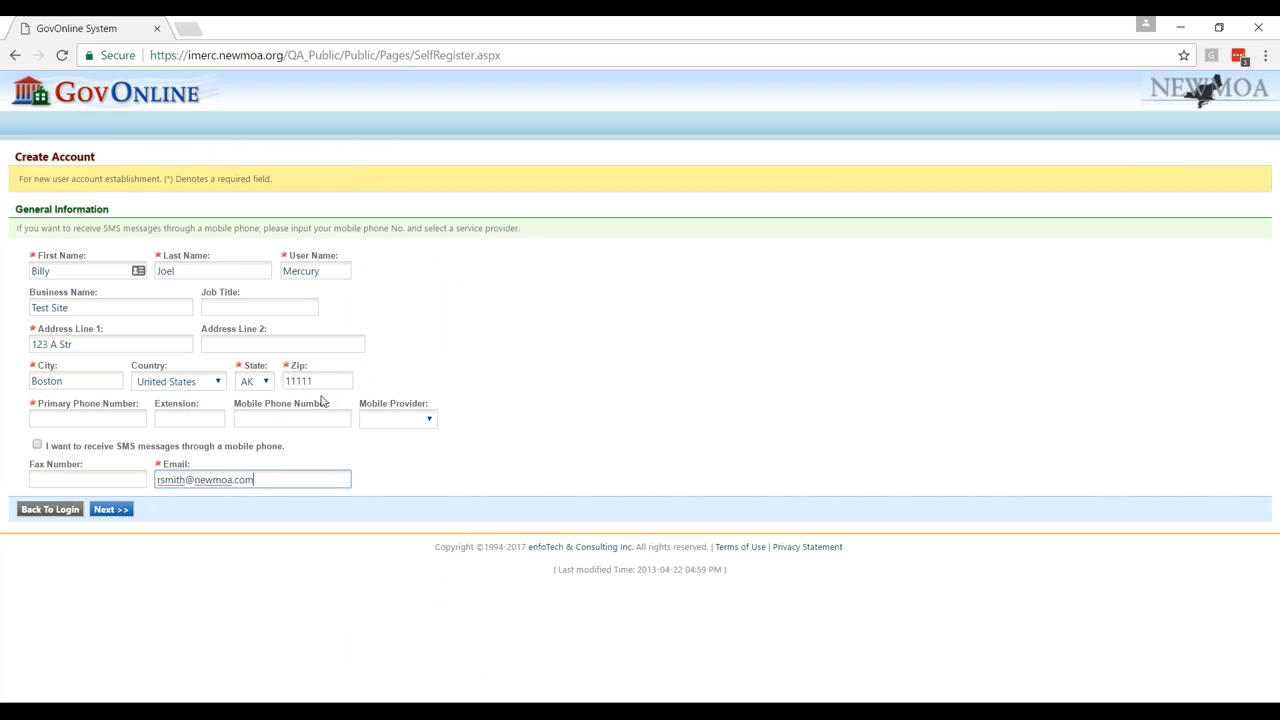 GovOnline System
Secure https://imerc.newmoa.org/QA_Public/Public/Pages/SelfRegister.aspx
3
GovOnline NEWMOA
Create Account
For new user account establishment. (*) Denotes a required field.
General Information
If you want to receive SMS messages through a mobile phone, please input your mobile phone No. and select a service provider.
* First Name: * Last Name: * User Name:
Billy Joel Mercury
Business Name: Job Title:
Test Site
* Address Line 1: Address Line 2:
123 A Str
* City: Country: * State: * Zip:
Boston United States AK 11111
* Primary Phone Number: Extension: Mobile Phone Number: Mobile Provider:
I want to receive SMS messages through a mobile phone.
Fax Number: * Email:
rsmith@newmoa.com
Back To Login Next >>
Copyright ©1994-2017 enfoTech & Consulting Inc. All rights reserved. | Terms of Use | Privacy Statement
( Last modified Time: 2013-04-22 04:59 PM )